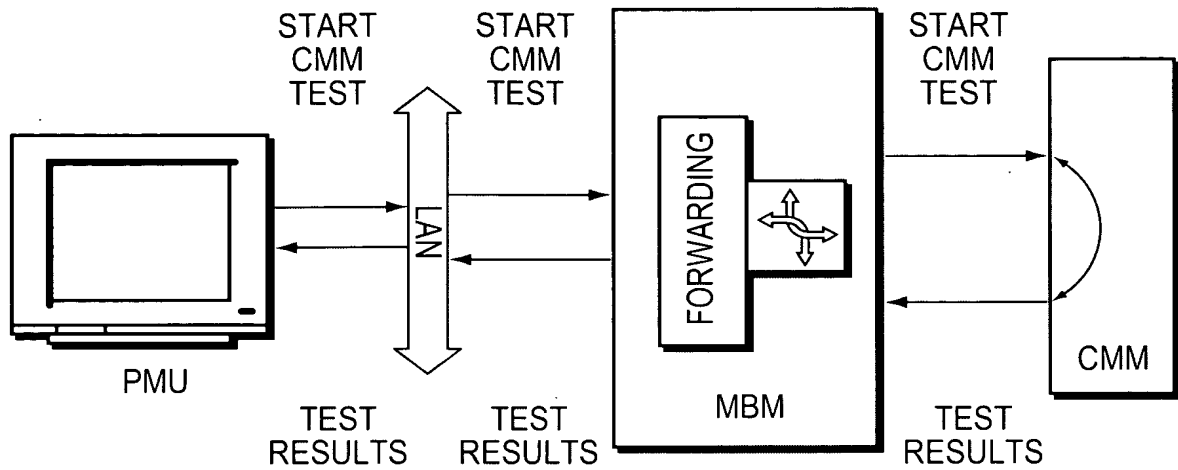 START
CMM
TEST
START
CMM
TEST
START
CMM
TEST
LAN
FORWARDING
PMU
MBM
CMM
TEST
RESULTS
TEST
RESULTS
TEST
RESULTS